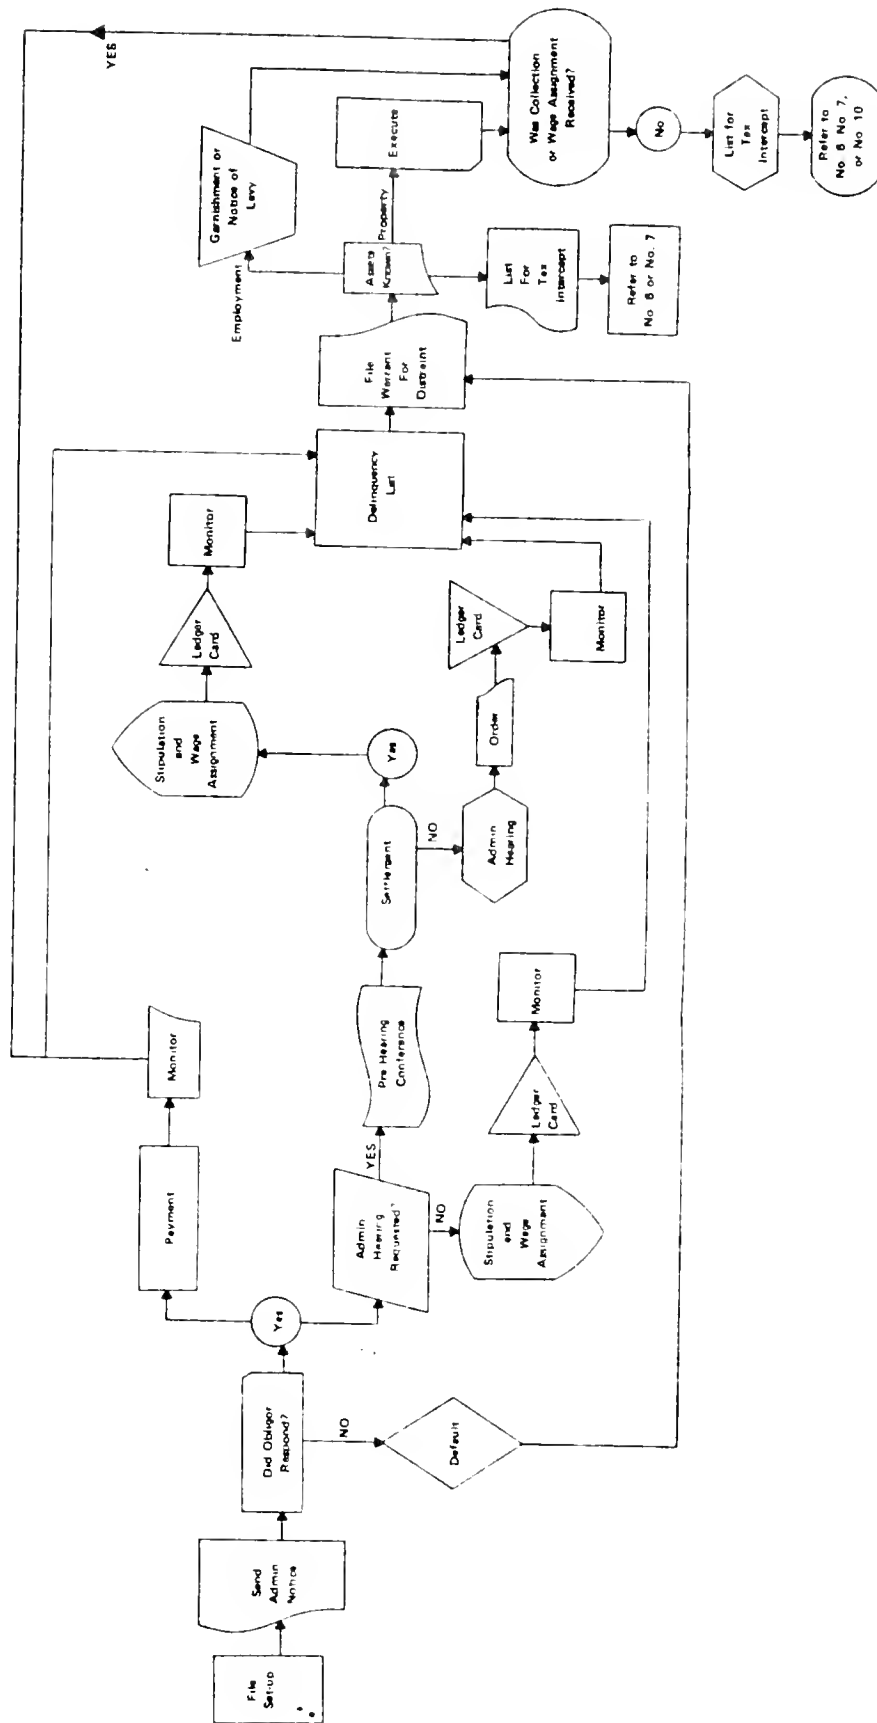 File
Set-up
Send
Admin
Notice
Did Obligor
Respond?
NO
Default
Yes
Payment
Monitor
Admin
Hearing
Requested?
YES
NO
Stipulation
and
Wage
Assignment
Ledger
Card
Monitor
Pre Hearing
Conference
Settlement
NO
Yes
Admin
Hearing
Order
Ledger
Card
Monitor
Stipulation
and
Wage
Assignment
Ledger
Card
Monitor
Delinquency
List
File
Warrant
For
Distraint
Assets
Known?
Employment
Property
Garnishment or
Notice of
Levy
Execute
List
For
Tax
Intercept
Refer to
No 6 or No. 7
Was Collection
or Wage Assignment
Received?
YES
No
List for
Tax
Intercept
Refer to
No. 6 No 7,
or No 10